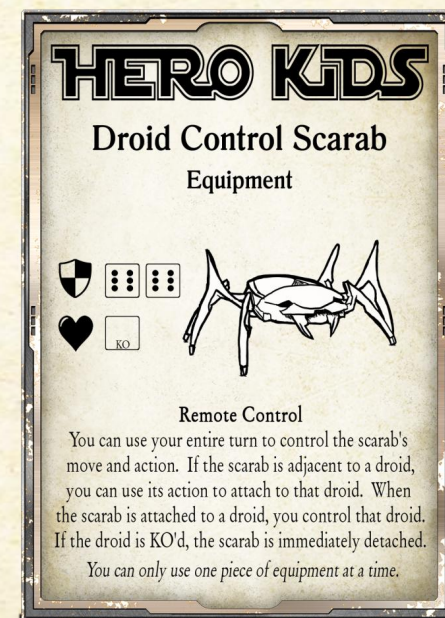 HERO KIDS
Droid Control Scarab
Equipment
KO
Remote Control
You can use your entire turn to control the scarab's
move and action. If the scarab is adjacent to a droid,
you can use its action to attach to that droid. When
the scarab is attached to a droid, you control that droid.
If the droid is KO'd, the scarab is immediately detached.
You can only use one piece of equipment at a time.